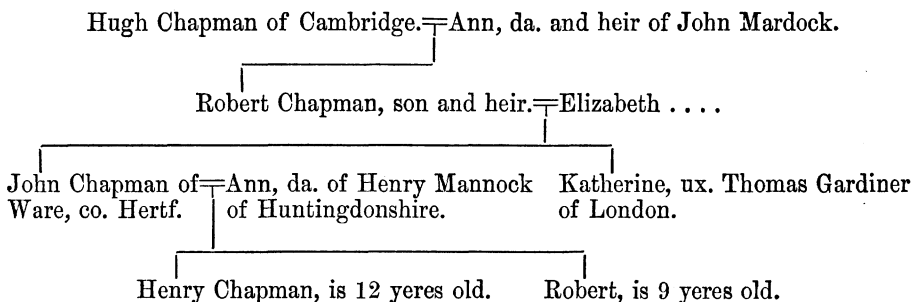 Hugh Chapman of Cambridge.=Ann, da. and heir of John Mardock.
Robert Chapman, son and heir.=Elizabeth . . . .
John Chapman of=Ann, da. of Henry Mannock Katherine, ux. Thomas Gardiner
Ware, co. Hertf. of Huntingdonshire. of London.
Henry Chapman, is 12 yeres old. Robert, is 9 yeres old.